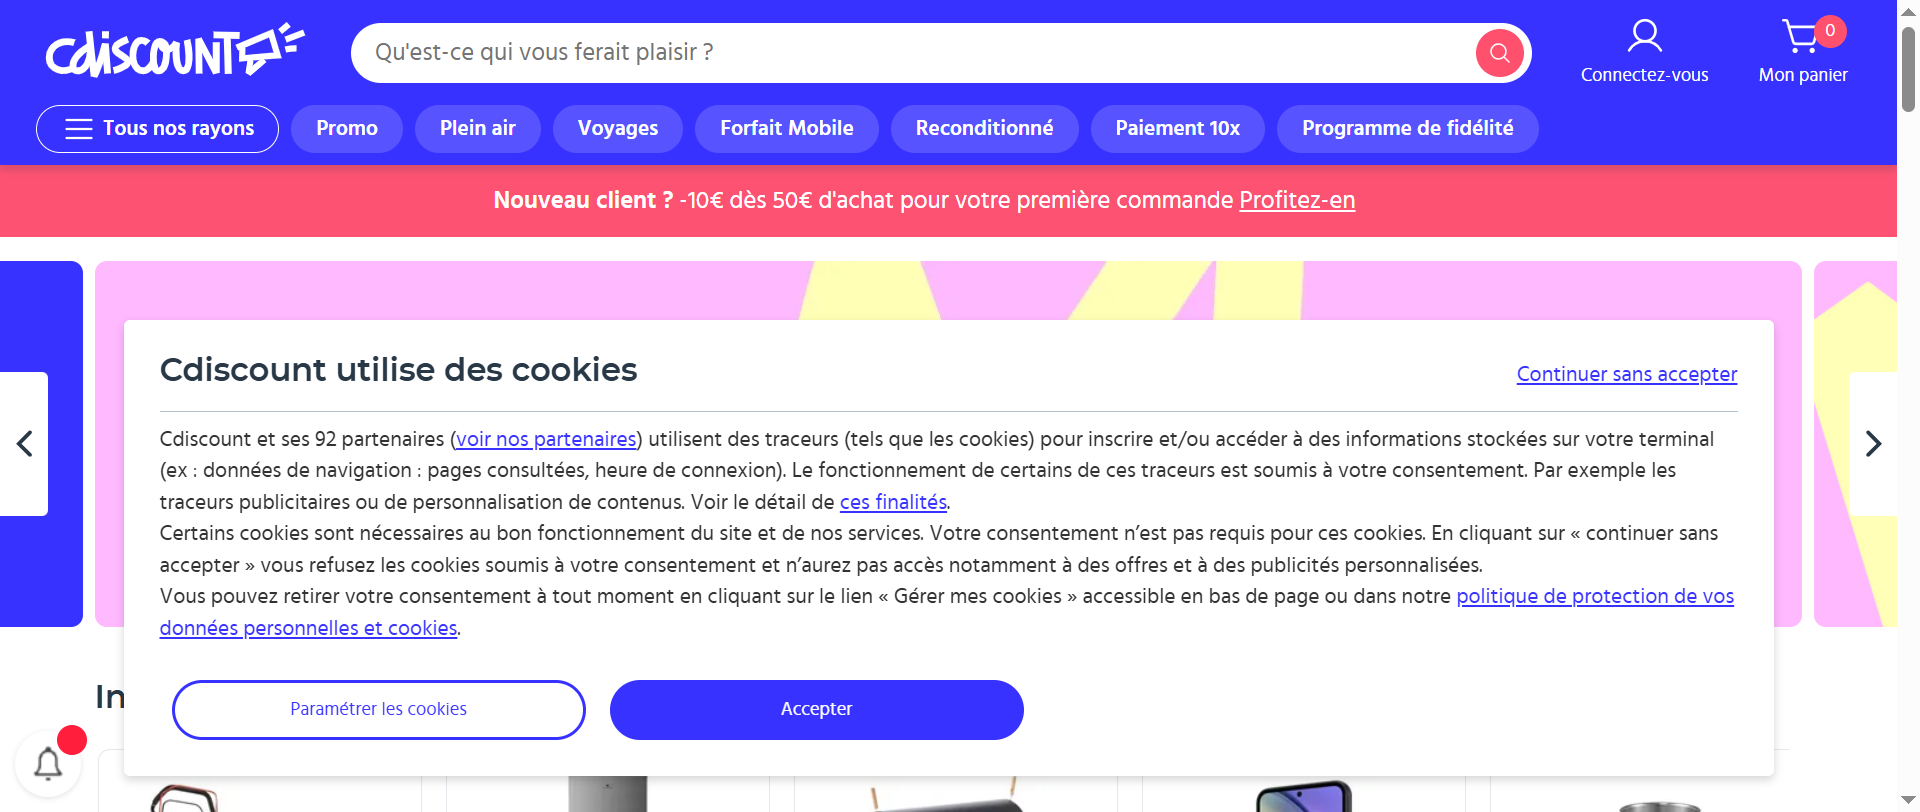 Cdiscount
Qu'est-ce qui vous ferait plaisir ?
Connectez-vous
0
Mon panier
Tous nos rayons
Promo
Plein air
Voyages
Forfait Mobile
Reconditionné
Paiement 10x
Programme de fidélité
Nouveau client ? -10€ dès 50€ d'achat pour votre première commande Profitez-en
Cdiscount utilise des cookies
Continuer sans accepter
Cdiscount et ses 92 partenaires (voir nos partenaires) utilisent des traceurs (tels que les cookies) pour inscrire et/ou accéder à des informations stockées sur votre terminal
(ex : données de navigation : pages consultées, heure de connexion). Le fonctionnement de certains de ces traceurs est soumis à votre consentement. Par exemple les
traceurs publicitaires ou de personnalisation de contenus. Voir le détail de ces finalités.
Certains cookies sont nécessaires au bon fonctionnement du site et de nos services. Votre consentement n’est pas requis pour ces cookies. En cliquant sur « continuer sans
accepter » vous refusez les cookies soumis à votre consentement et n’aurez pas accès notamment à des offres et à des publicités personnalisées.
Vous pouvez retirer votre consentement à tout moment en cliquant sur le lien « Gérer mes cookies » accessible en bas de page ou dans notre politique de protection de vos
données personnelles et cookies.
Paramétrer les cookies
Accepter